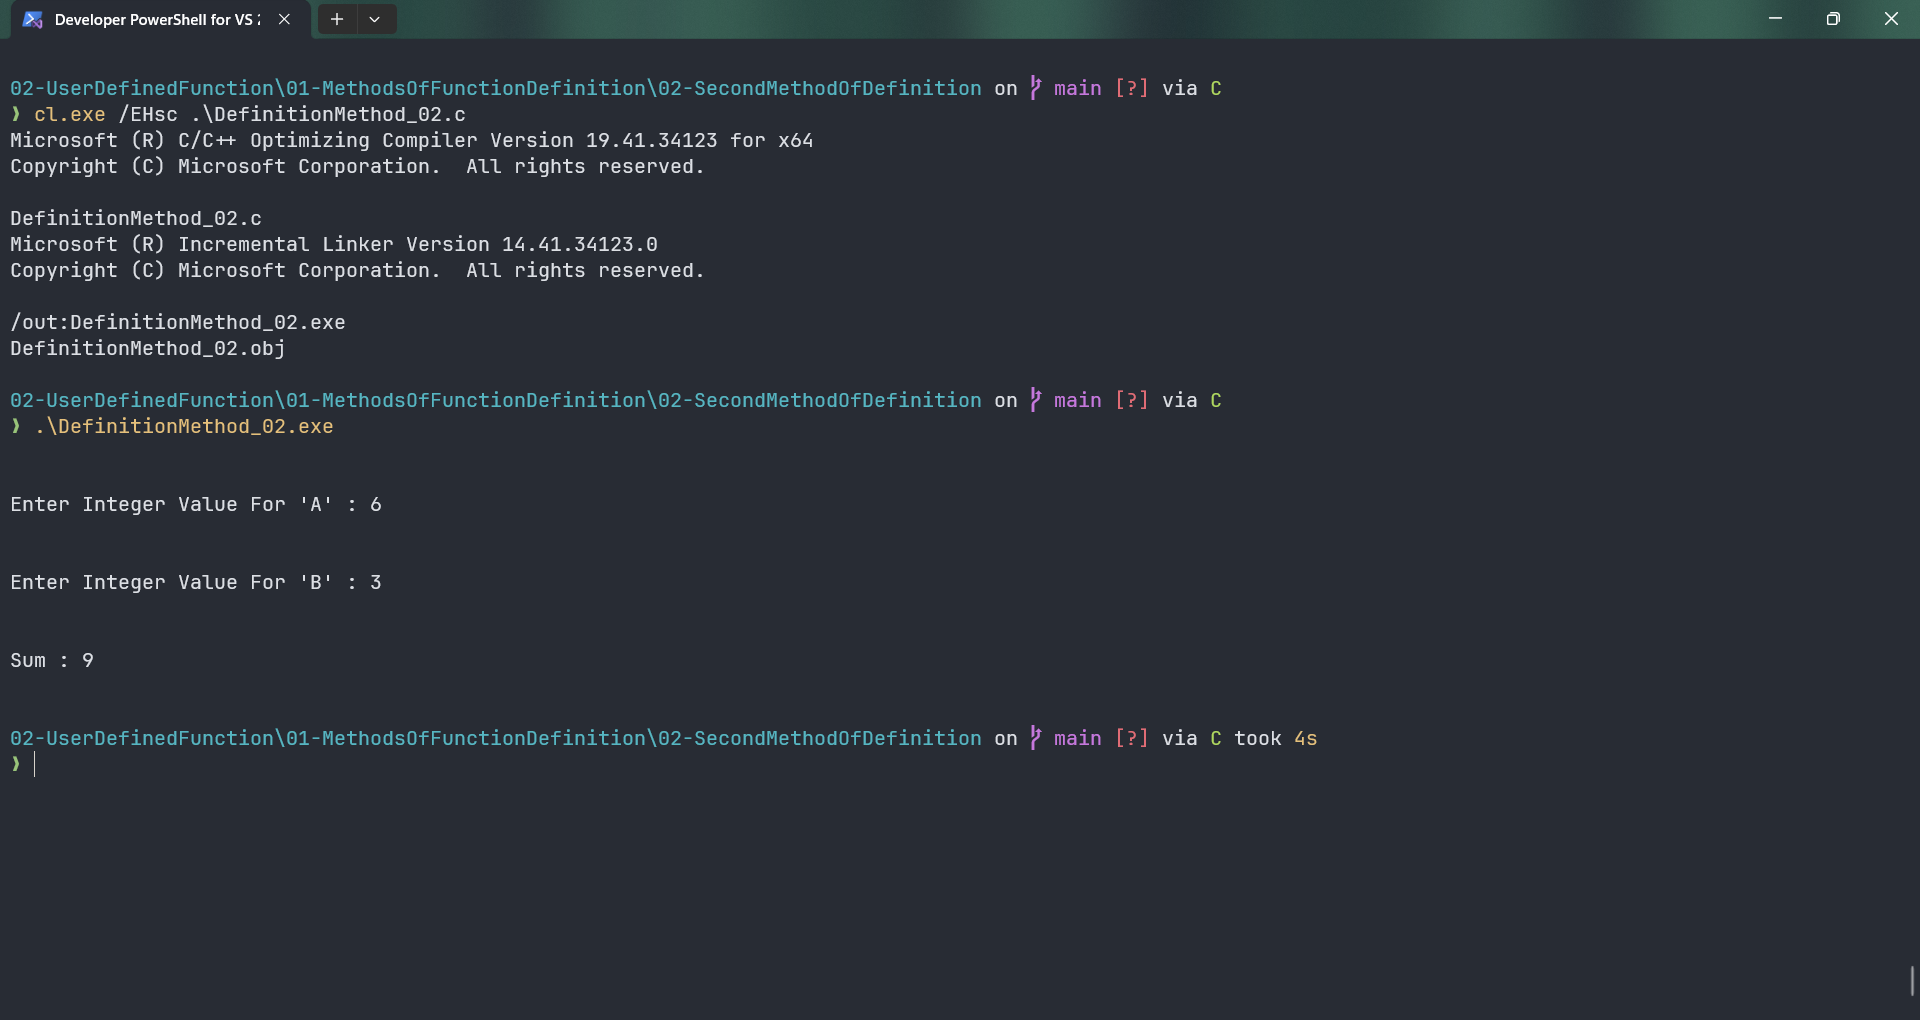 Developer PowerShell for VS
02-UserDefinedFunction\01-MethodsOfFunctionDefinition\02-SecondMethodOfDefinition on main [?] via C
❯ cl.exe /EHsc .\DefinitionMethod_02.c
Microsoft (R) C/C++ Optimizing Compiler Version 19.41.34123 for x64
Copyright (C) Microsoft Corporation.  All rights reserved.
DefinitionMethod_02.c
Microsoft (R) Incremental Linker Version 14.41.34123.0
Copyright (C) Microsoft Corporation.  All rights reserved.
/out:DefinitionMethod_02.exe
DefinitionMethod_02.obj
02-UserDefinedFunction\01-MethodsOfFunctionDefinition\02-SecondMethodOfDefinition on main [?] via C
❯ .\DefinitionMethod_02.exe
Enter Integer Value For 'A' : 6
Enter Integer Value For 'B' : 3
Sum : 9
02-UserDefinedFunction\01-MethodsOfFunctionDefinition\02-SecondMethodOfDefinition on main [?] via C took 4s
❯